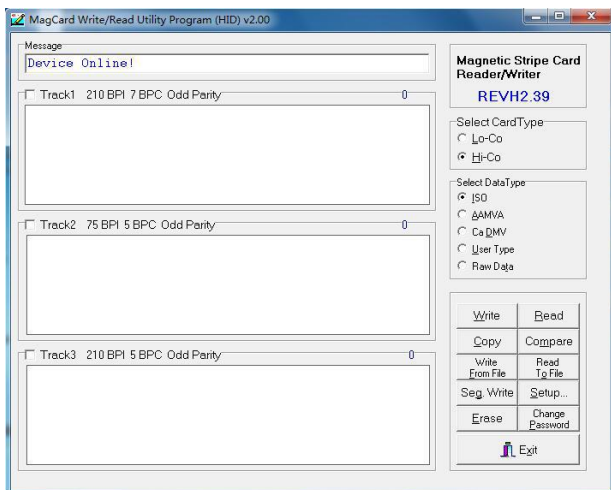 MagCard Write/Read Utility Program (HID) v2.00
Message
Device Online!
Track1 210 BPI 7 BPC Odd Parity 0
Track2 75 BPI 5 BPC Odd Parity 0
Track3 210 BPI 5 BPC Odd Parity 0
Magnetic Stripe Card
Reader/Writer
REVH2.39
Select CardType
Lo-Co
Hi-Co
Select DataType
ISO
AAMVA
Ca DMV
User Type
Raw Data
Write Read
Copy Compare
Write Read
From File To File
Seg. Write Setup...
Erase Change
Password
Exit